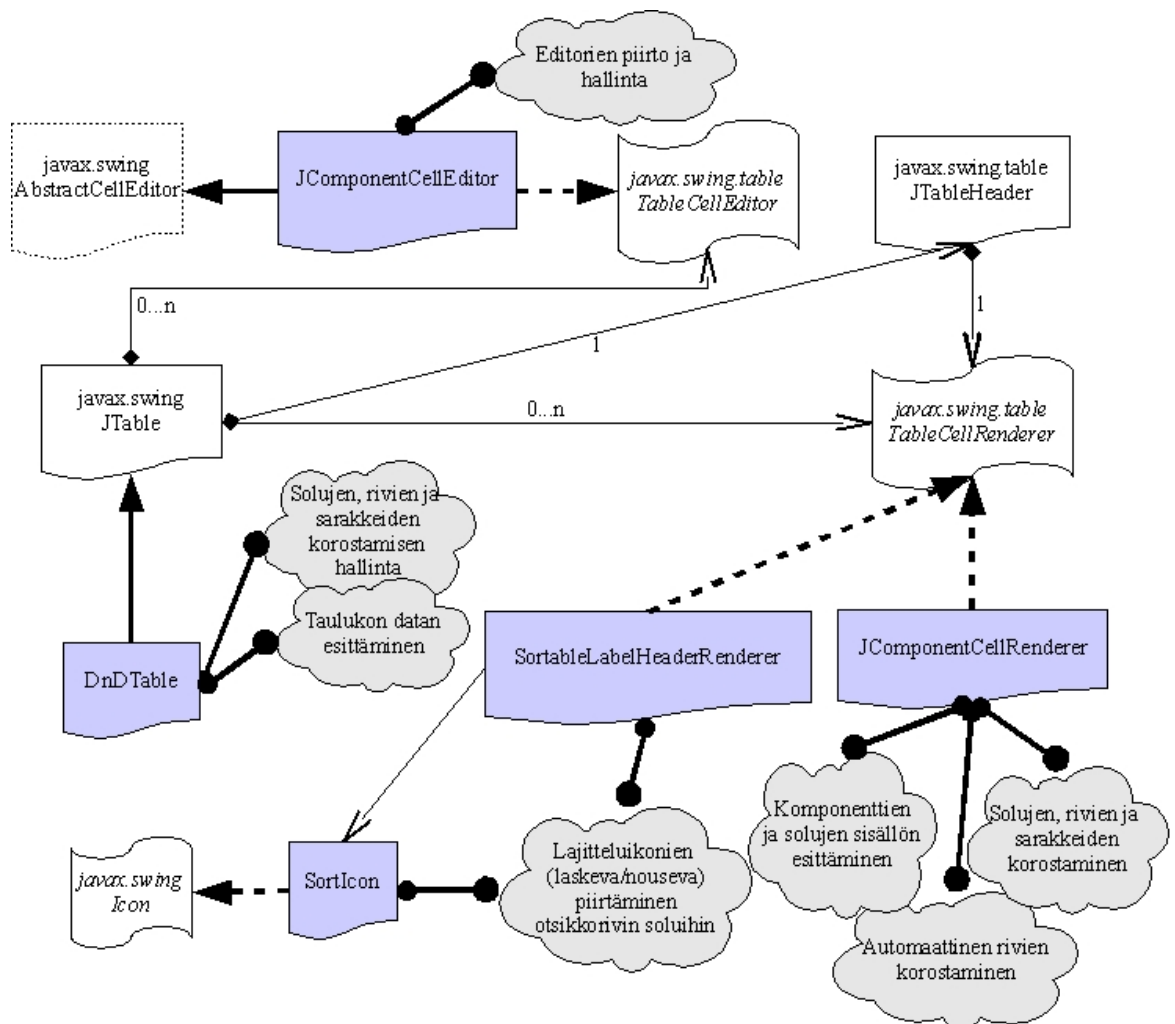 Editorien piirto ja
hallinta
javax.swing
AbstractCellEditor
JComponentCellEditor
javax.swing.table
TableCellEditor
javax.swing.table
JTableHeader
0...n
1
1
javax.swing
JTable
0...n
javax.swing.table
TableCellRenderer
Solujen, rivien ja
sarakkeiden
korostamisen
hallinta
Taulukon datan
esittäminen
DnDTable
SortableLabelHeaderRenderer
JComponentCellRenderer
Komponenttien
ja solujen sisällön
esittäminen
Solujen, rivien ja
sarakkeiden
korostaminen
javax.swing
Icon
SortIcon
Lajitteluikonien
(laskeva/nouseva)
piirtäminen
otsikkorivin soluihin
Automaattinen rivien
korostaminen